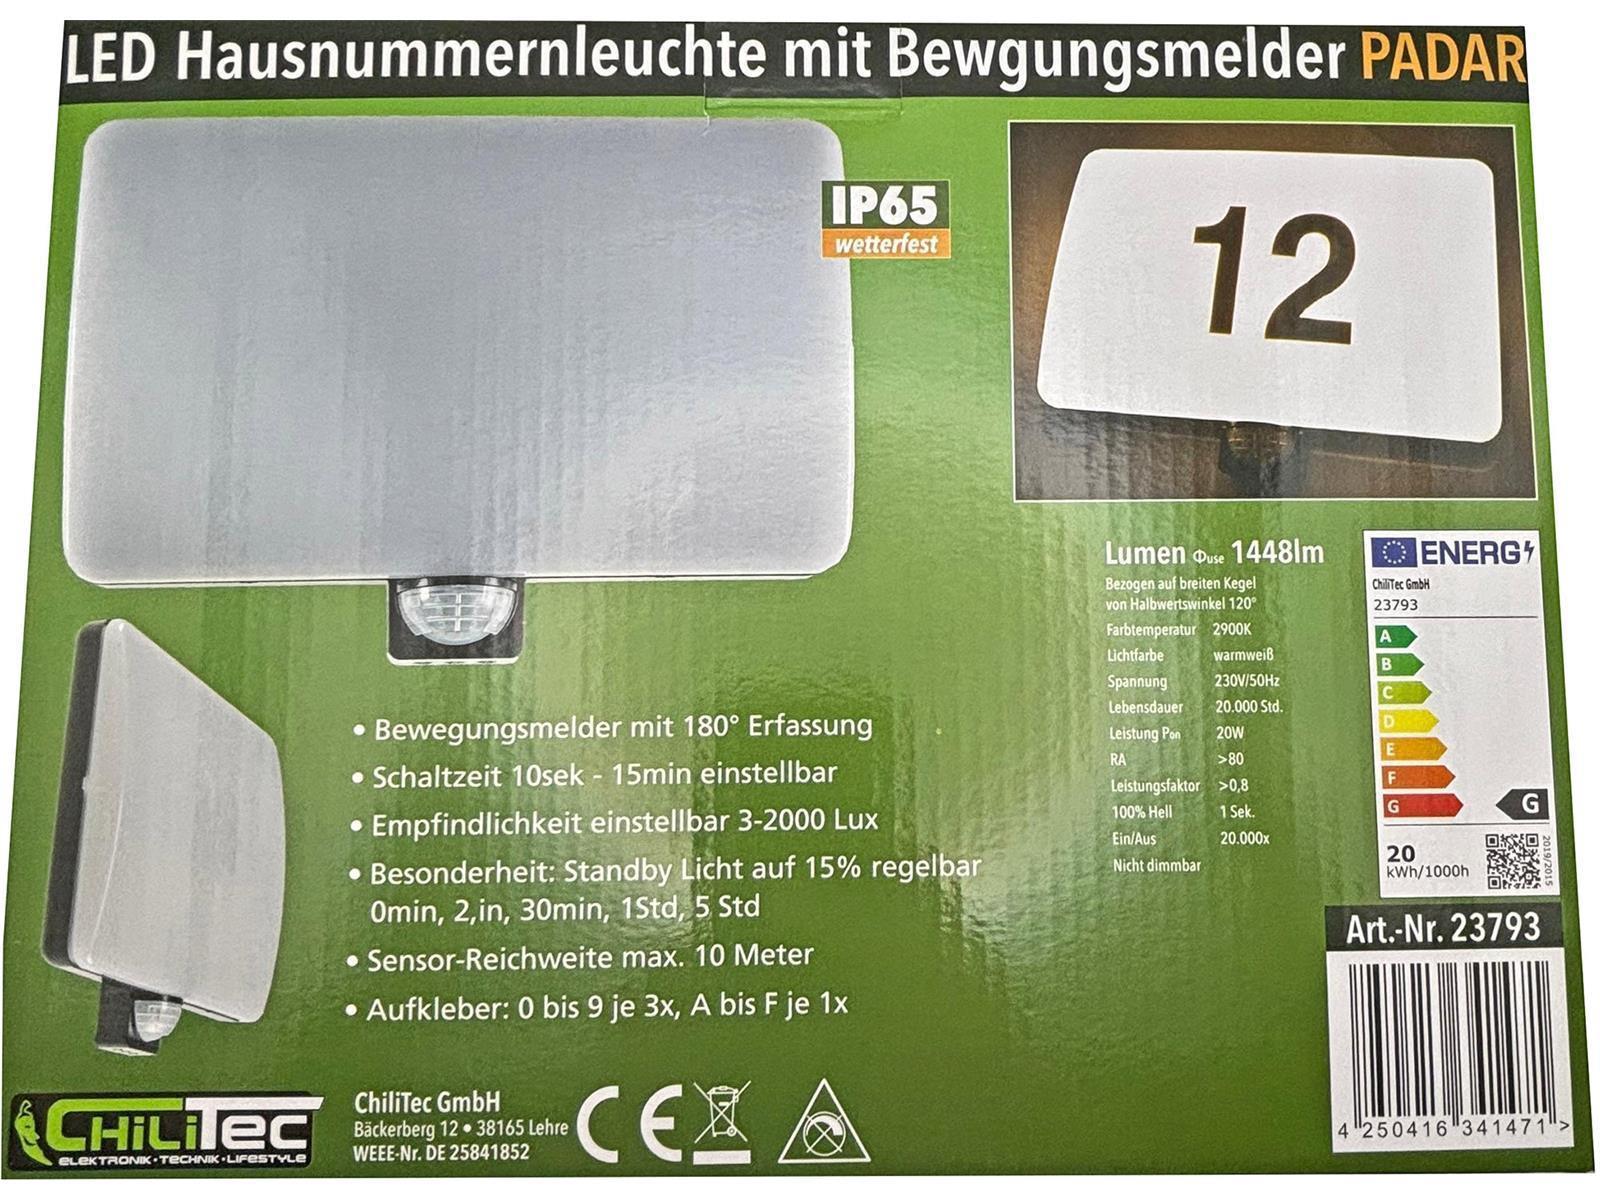 LED Hausnummernleuchte mit Bewgungsmelder PADAR
IP65
wetterfest
12
Lumen Φuse 1448lm
Bezogen auf breiten Kegel
von Halbwertswinkel 120°
Farbtemperatur 2900K
Lichtfarbe warmweiß
Spannung 230V/50Hz
Lebensdauer 20.000 Std.
Leistung Pon 20W
RA >80
Leistungsfaktor >0,8
100% Hell 1 Sek.
Ein/Aus 20.000x
Nicht dimmbar
ENERG
ChiliTec GmbH
23793
A
B
C
D
E
F
G
G
20
kWh/1000h
2019/2015
• Bewegungsmelder mit 180° Erfassung
• Schaltzeit 10sek - 15min einstellbar
• Empfindlichkeit einstellbar 3-2000 Lux
• Besonderheit: Standby Licht auf 15% regelbar
0min, 2,in, 30min, 1Std, 5 Std
• Sensor-Reichweite max. 10 Meter
• Aufkleber: 0 bis 9 je 3x, A bis F je 1x
Art.-Nr. 23793
4 250416 341471 >
CHiLiTEC
ELEKTRONIK•TECHNIK•LIFESTYLE
ChiliTec GmbH
Bäckerberg 12 • 38165 Lehre
WEEE-Nr. DE 25841852
CE